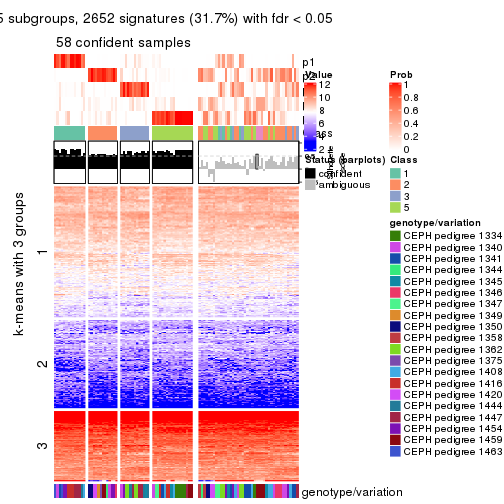 5 subgroups, 2652 signatures (31.7%) with fdr < 0.05
58 confident samples
p1
p2
Value
12
10
8
6
4
2
Prob
1
0.8
0.6
0.4
0.2
0
Status (barplots)
confident
ambiguous
Class
1
2
3
5
genotype/variation
CEPH pedigree 1334
CEPH pedigree 1340
CEPH pedigree 1341
CEPH pedigree 1344
CEPH pedigree 1345
CEPH pedigree 1346
CEPH pedigree 1347
CEPH pedigree 1349
CEPH pedigree 1350
CEPH pedigree 1358
CEPH pedigree 1362
CEPH pedigree 1375
CEPH pedigree 1408
CEPH pedigree 1416
CEPH pedigree 1420
CEPH pedigree 1444
CEPH pedigree 1447
CEPH pedigree 1454
CEPH pedigree 1459
CEPH pedigree 1463
k-means with 3 groups
1
2
3
genotype/variation